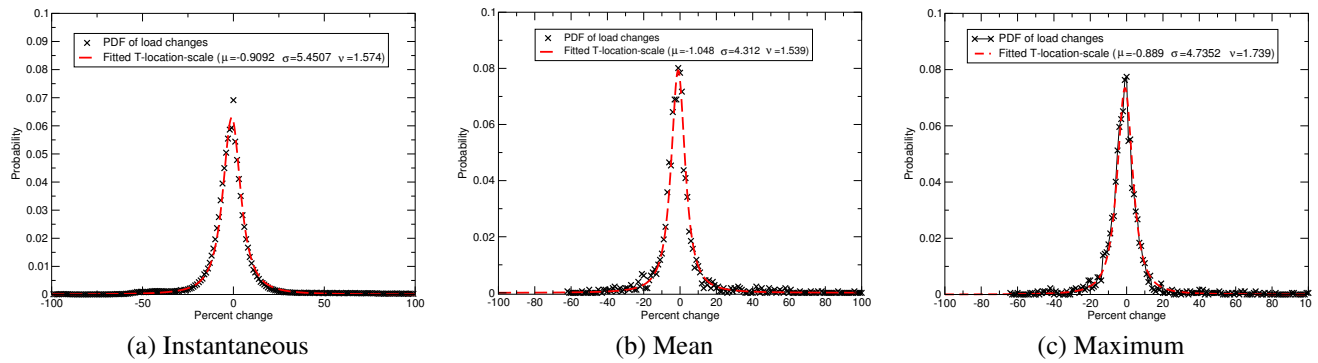 0.1
0.09
0.08
0.07
0.06
0.05
0.04
0.03
0.02
0.01
0
Probability
PDF of load changes
Fitted T-location-scale (μ=-0.9092 σ=5.4507 ν=1.574)
-100 -50 0 50 100
Percent change
(a) Instantaneous
0.1
0.08
0.06
0.04
0.02
0
Probability
PDF of load changes
Fitted T-location-scale (μ=-1.048 σ=4.312 ν=1.539)
-100 -80 -60 -40 -20 0 20 40 60 80 100
Percent change
(b) Mean
0.1
0.08
0.06
0.04
0.02
0
Probability
PDF of load changes
Fitted T-location-scale (μ=-0.889 σ=4.7352 ν=1.739)
-100 -80 -60 -40 -20 0 20 40 60 80 100
Percent change
(c) Maximum